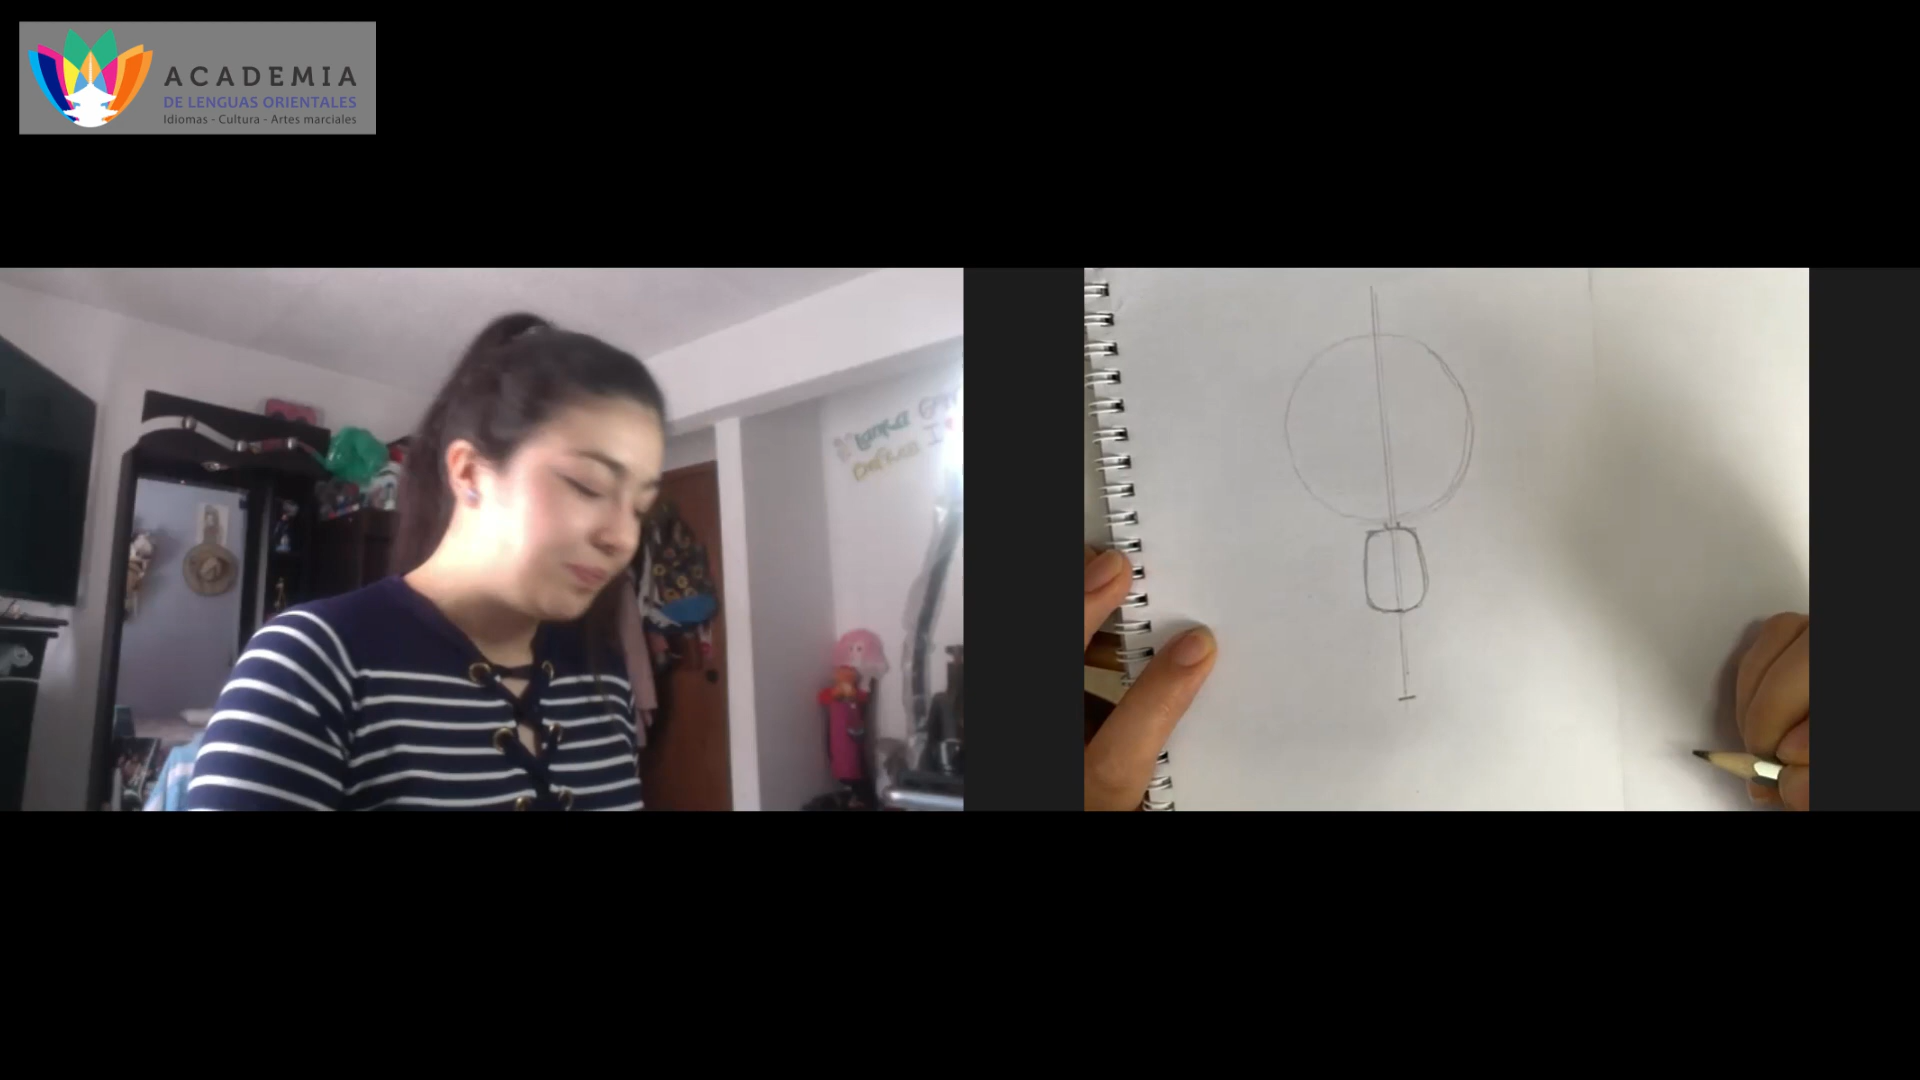 ACADEMIA
DE LENGUAS ORIENTALES
Idiomas - Cultura - Artes marciales